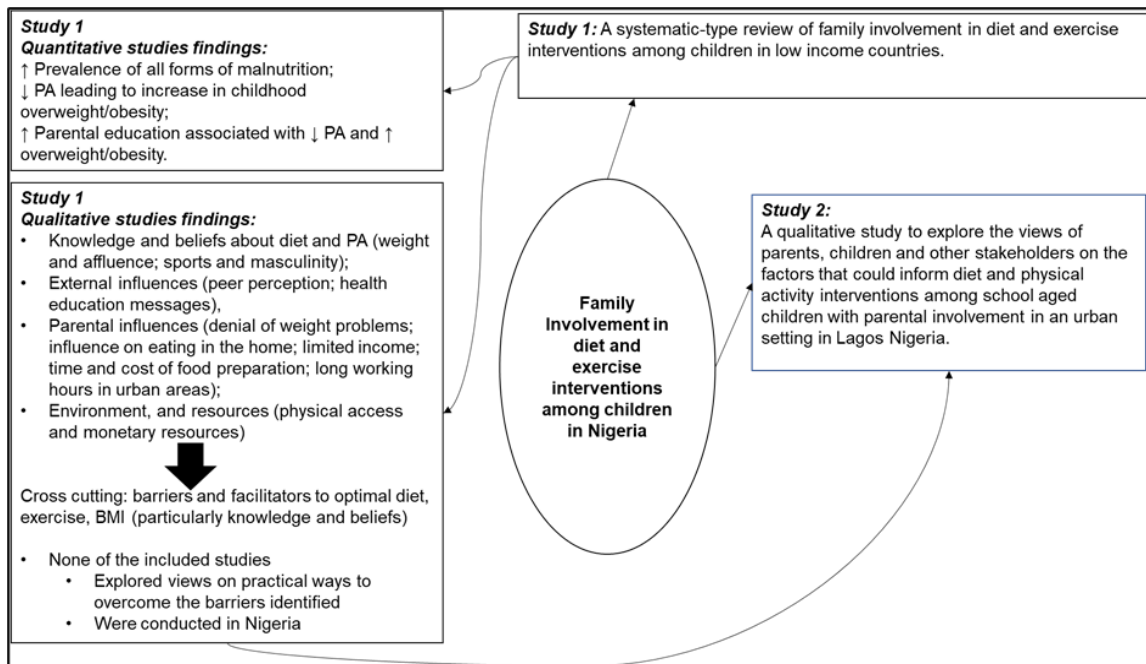 Study 1
Quantitative studies findings:
↑ Prevalence of all forms of malnutrition;
↓ PA leading to increase in childhood
overweight/obesity;
↑ Parental education associated with ↓ PA and ↑
overweight/obesity.
Study 1: A systematic-type review of family involvement in diet and exercise
interventions among children in low income countries.
Study 1
Qualitative studies findings:
• Knowledge and beliefs about diet and PA (weight
and affluence; sports and masculinity);
• External influences (peer perception; health
education messages),
• Parental influences (denial of weight problems;
influence on eating in the home; limited income;
time and cost of food preparation; long working
hours in urban areas);
• Environment, and resources (physical access
and monetary resources)
Cross cutting: barriers and facilitators to optimal diet,
exercise, BMI (particularly knowledge and beliefs)
• None of the included studies
• Explored views on practical ways to
overcome the barriers identified
• Were conducted in Nigeria
Family
Involvement in
diet and
exercise
interventions
among children
in Nigeria
Study 2:
A qualitative study to explore the views of
parents, children and other stakeholders on the
factors that could inform diet and physical
activity interventions among school aged
children with parental involvement in an urban
setting in Lagos Nigeria.